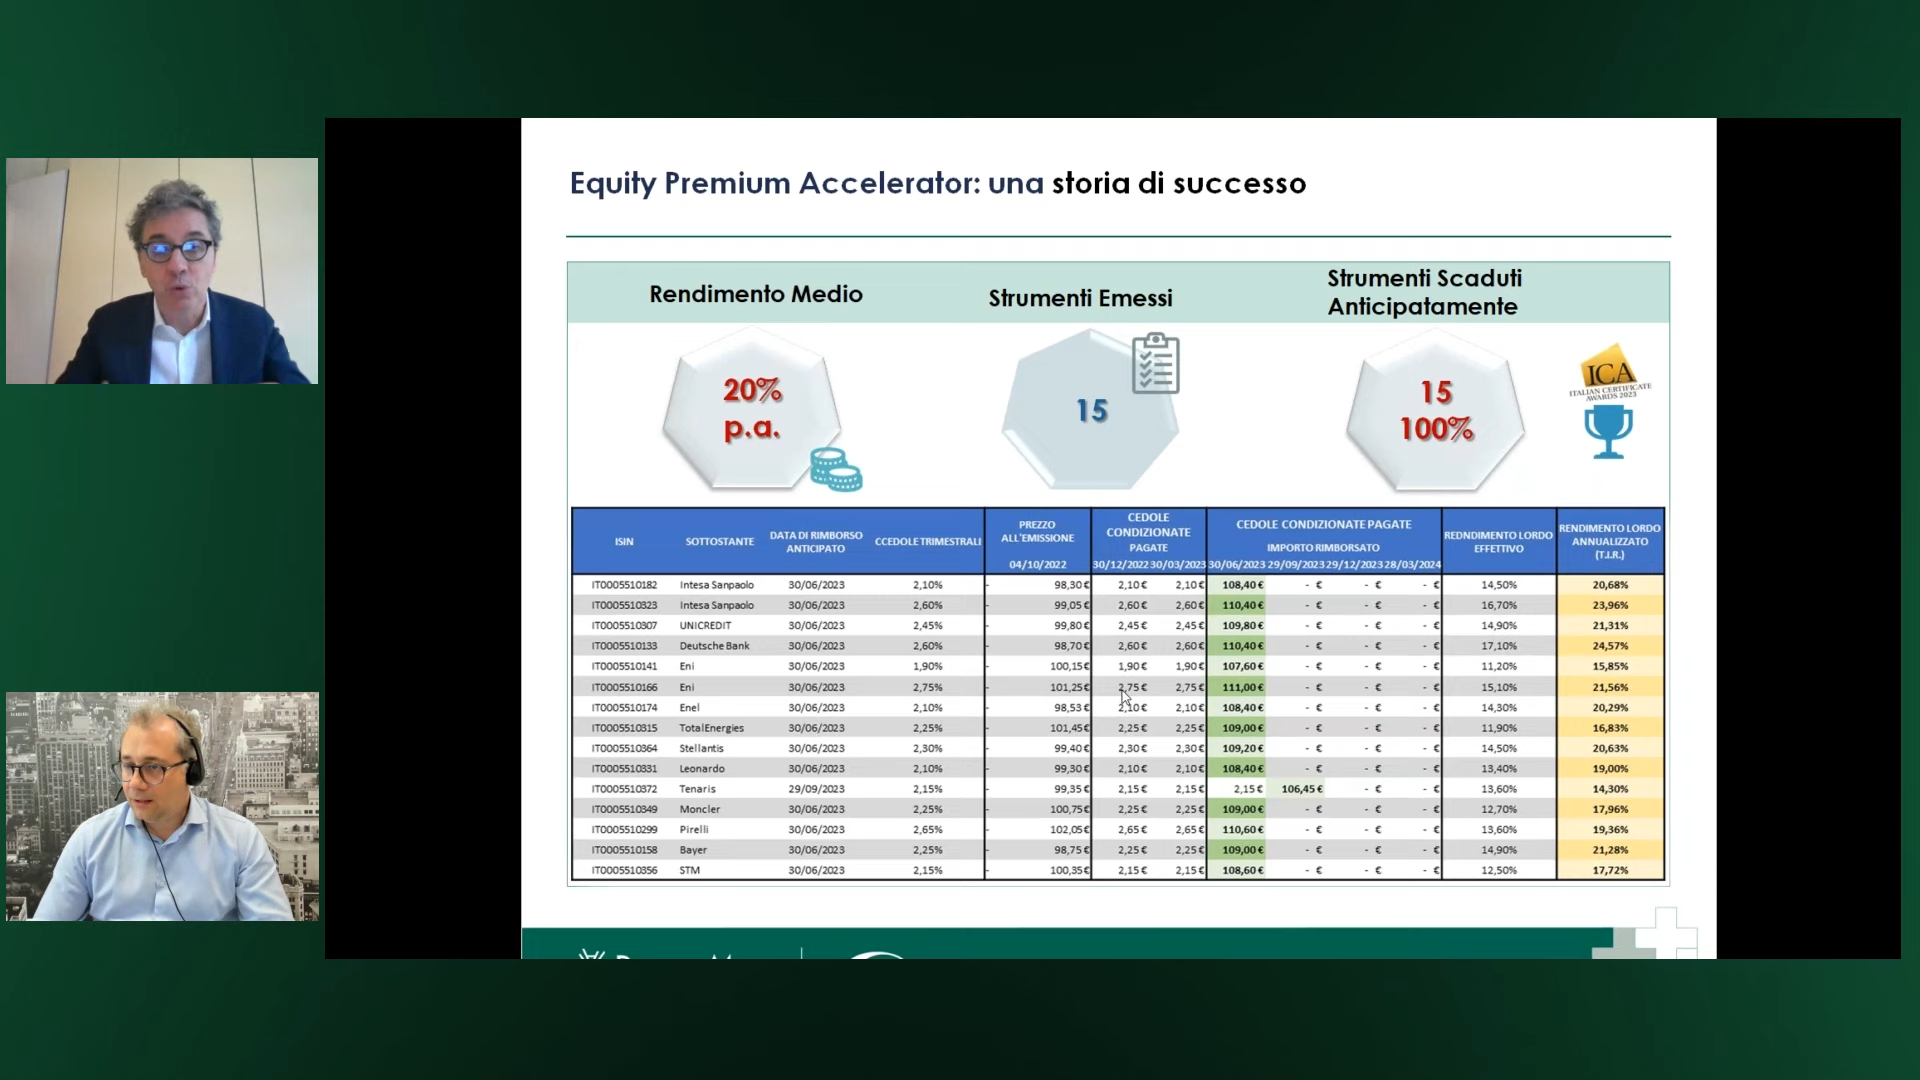 Equity Premium Accelerator: una storia di successo
Rendimento Medio
Strumenti Emessi
Strumenti Scaduti
Anticipatamente
20%
p.a.
15
15
100%
ICA
ITALIAN CERTIFICATE
AWARDS 2023
ISIN SOTTOSTANTE DATA DI RIMBORSO ANTICIPATO CCEDOLE TRIMESTRALI PREZZO ALL'EMISSIONE CEDOLE CONDIZIONATE PAGATE CEDOLE CONDIZIONATE PAGATE IMPORTO RIMBORSATO REDNDIMENTO LORDO EFFETTIVO RENDIMENTO LORDO ANNUALIZZATO (T.I.R.)
04/10/2022 30/12/2022 30/03/2023 30/06/2023 29/09/2023 29/12/2023 28/03/2024
IT0005510182 Intesa Sanpaolo 30/06/2023 2,10% - 98,30 € 2,10 € 2,10 € 108,40 € - € - € - € 14,50% 20,68%
IT0005510323 Intesa Sanpaolo 30/06/2023 2,60% - 99,05 € 2,60 € 2,60 € 110,40 € - € - € - € 16,70% 23,96%
IT0005510307 UNICREDIT 30/06/2023 2,45% - 99,80 € 2,45 € 2,45 € 109,80 € - € - € - € 14,90% 21,31%
IT0005510133 Deutsche Bank 30/06/2023 2,60% - 98,70 € 2,60 € 2,60 € 110,40 € - € - € - € 17,10% 24,57%
IT0005510141 Eni 30/06/2023 1,90% - 100,15 € 1,90 € 1,90 € 107,60 € - € - € - € 11,20% 15,85%
IT0005510166 Eni 30/06/2023 2,75% - 101,25 € 2,75 € 2,75 € 111,00 € - € - € - € 15,10% 21,56%
IT0005510174 Enel 30/06/2023 2,10% - 98,53 € 2,10 € 2,10 € 108,40 € - € - € - € 14,30% 20,29%
IT0005510315 TotalEnergies 30/06/2023 2,25% - 101,45 € 2,25 € 2,25 € 109,00 € - € - € - € 11,90% 16,83%
IT0005510364 Stellantis 30/06/2023 2,30% - 99,40 € 2,30 € 2,30 € 109,20 € - € - € - € 14,50% 20,63%
IT0005510331 Leonardo 30/06/2023 2,10% - 99,30 € 2,10 € 2,10 € 108,40 € - € - € - € 13,40% 19,00%
IT0005510372 Tenaris 29/09/2023 2,15% - 99,35 € 2,15 € 2,15 € 2,15 € 106,45 € - € - € 13,60% 14,30%
IT0005510349 Moncler 30/06/2023 2,25% - 100,75 € 2,25 € 2,25 € 109,00 € - € - € - € 12,70% 17,96%
IT0005510299 Pirelli 30/06/2023 2,65% - 102,05 € 2,65 € 2,65 € 110,60 € - € - € - € 13,60% 19,36%
IT0005510158 Bayer 30/06/2023 2,25% - 98,75 € 2,25 € 2,25 € 109,00 € - € - € - € 14,90% 21,28%
IT0005510356 STM 30/06/2023 2,15% - 100,35 € 2,15 € 2,15 € 108,60 € - € - € - € 12,50% 17,72%